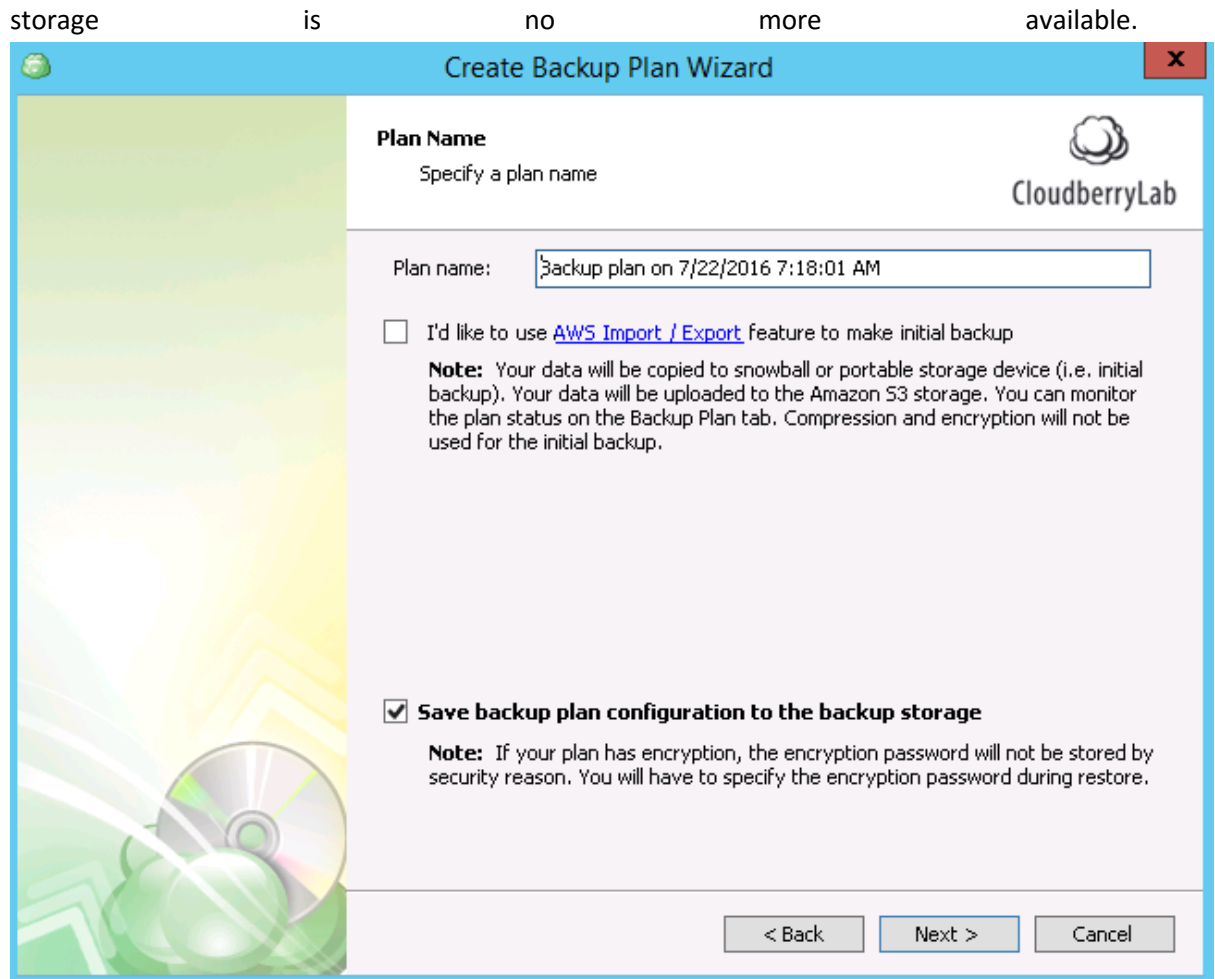 storage is no more available.
Create Backup Plan Wizard
x
Plan Name
Specify a plan name
CloudberryLab
Plan name: Backup plan on 7/22/2016 7:18:01 AM
I'd like to use AWS Import / Export feature to make initial backup
Note: Your data will be copied to snowball or portable storage device (i.e. initial
backup). Your data will be uploaded to the Amazon S3 storage. You can monitor
the plan status on the Backup Plan tab. Compression and encryption will not be
used for the initial backup.
Save backup plan configuration to the backup storage
Note: If your plan has encryption, the encryption password will not be stored by
security reason. You will have to specify the encryption password during restore.
< Back Next > Cancel